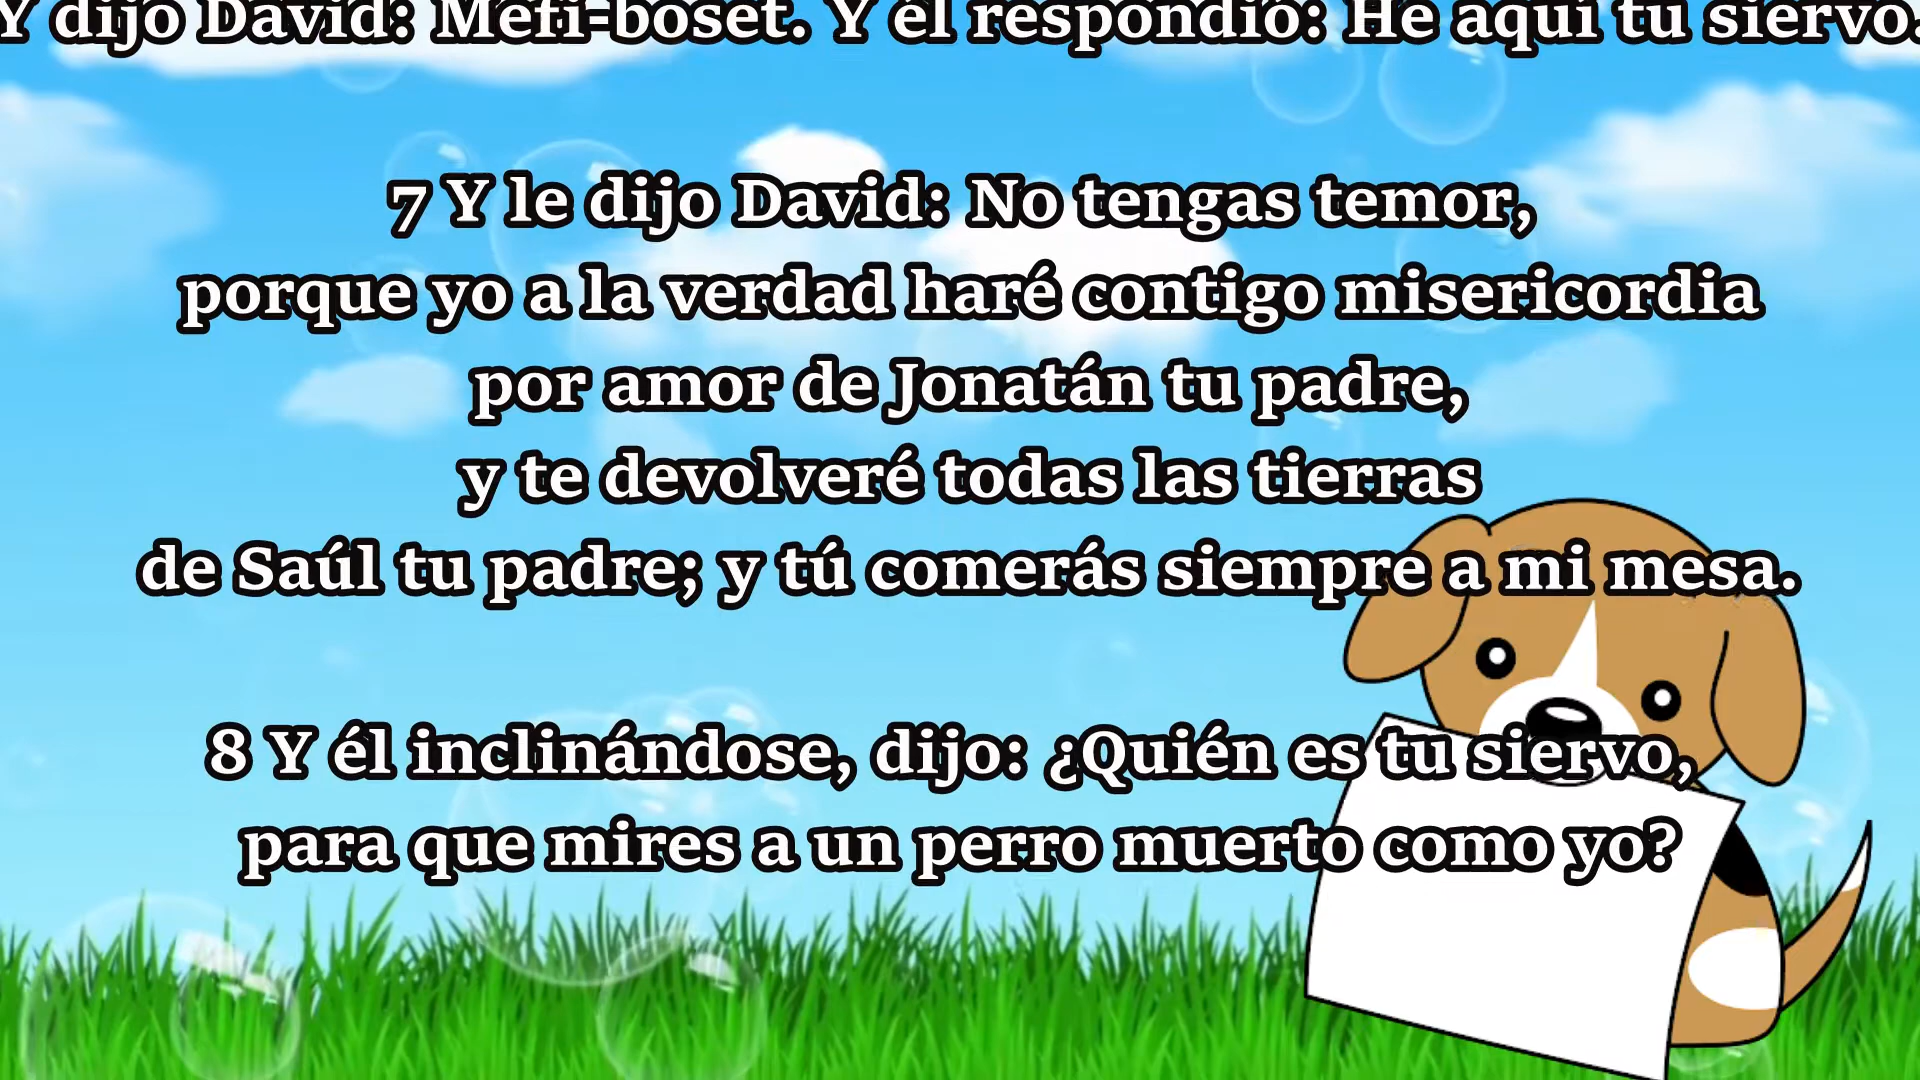 Y dijo David: Mefi-boset. Y él respondió: He aquí tu siervo.
7 Y le dijo David: No tengas temor,
porque yo a la verdad haré contigo misericordia
por amor de Jonatán tu padre,
y te devolveré todas las tierras
de Saúl tu padre; y tú comerás siempre a mi mesa.
8 Y él inclinándose, dijo: ¿Quién es tu siervo,
para que mires a un perro muerto como yo?